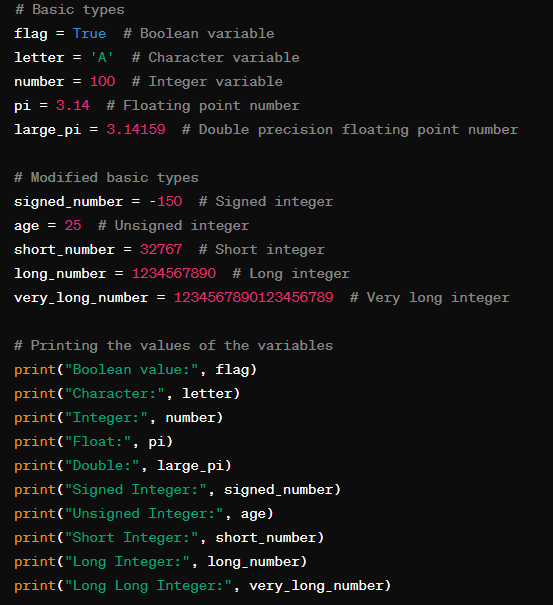 # Basic types
flag = True  # Boolean variable
letter = 'A'  # Character variable
number = 100  # Integer variable
pi = 3.14  # Floating point number
large_pi = 3.14159  # Double precision floating point number

# Modified basic types
signed_number = -150  # Signed integer
age = 25  # Unsigned integer
short_number = 32767  # Short integer
long_number = 1234567890  # Long integer
very_long_number = 1234567890123456789  # Very long integer

# Printing the values of the variables
print("Boolean value:", flag)
print("Character:", letter)
print("Integer:", number)
print("Float:", pi)
print("Double:", large_pi)
print("Signed Integer:", signed_number)
print("Unsigned Integer:", age)
print("Short Integer:", short_number)
print("Long Integer:", long_number)
print("Long Long Integer:", very_long_number)